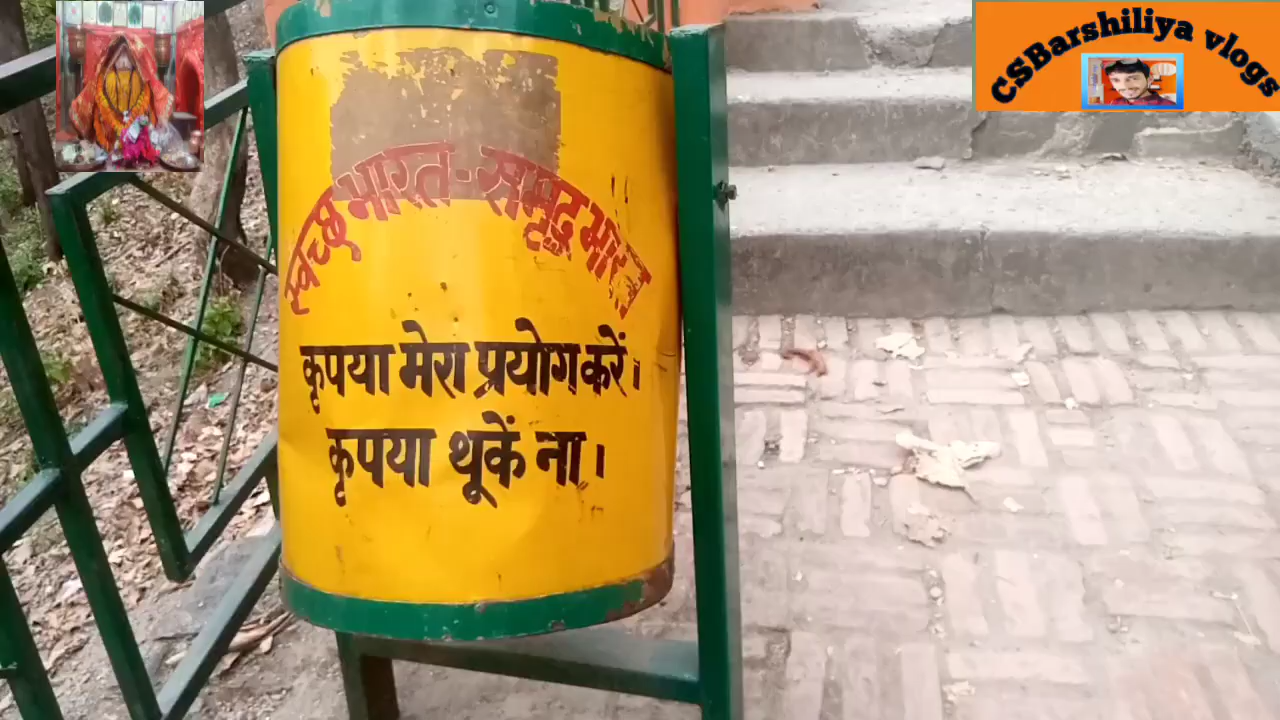 CSBarshiliya vlogs
स्वच्छ भारत-समृद्ध भारत
कृपया मेरा प्रयोग करें।
कृपया थूकें ना।